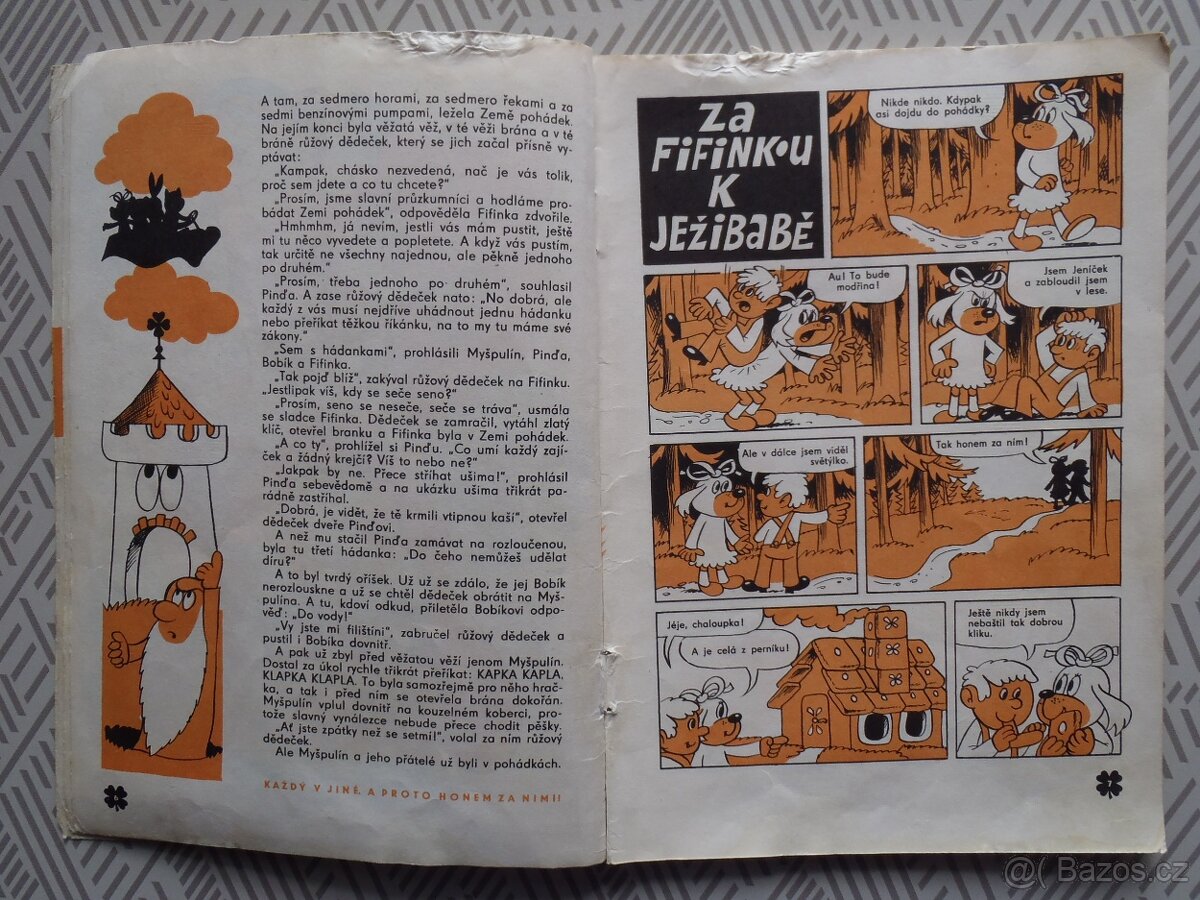 A tam, za sedmero horami, za sedmero řekami a za
sedmi benzínovými pumpami, ležela Země pohádek.
Na jejím konci byla věžatá věž, v té věži brána a v té
bráně růžový dědeček, který se jich začal přísně vy-
ptávat:
„Kampak, chásko nezvedená, nač je vás tolik,
proč sem jdete a co tu chcete?“
„Prosím, jsme slavní průzkumníci a hodláme pro-
bádat Zemi pohádek“, odpověděla Fifinka zdvořile.
„Hmhmhm, já nevím, jestli vás mám pustit, ještě
mi tu něco vyvedete a popletete. A když vás pustím,
tak určitě ne všechny najednou, ale pěkně jednoho
po druhém.“
„Prosím, třeba jednoho po druhém“, souhlasil
Pinďa. A zase růžový dědeček nato: „No dobrá, ale
každý z vás musí nejdříve uhádnout jednu hádanku
nebo přeříkat těžkou říkánku, na to my tu máme své
zákony.“
„Sem s hádankami“, prohlásili Myšpulín, Pinďa,
Bobík a Fifinka.
„Tak pojď blíž“, zakýval růžový dědeček na Fifinku.
„Jestlipak víš, kdy se seče seno?“
„Prosím, seno se neseče, seče se tráva“, usmála
se sladce Fifinka. Dědeček se zamračil, vytáhl zlatý
klíč, otevřel branku a Fifinka byla v Zemi pohádek.
„A co ty“, prohlížel si Pinďu. „Co umí každý zají-
ček a žádný krejčí? Víš to nebo ne?“
„Jakpak by ne. Přece stříhat ušima!“, prohlásil
Pinďa sebevědomě a na ukázku ušima třikrát pa-
rádně zastříhal.
„Dobrá, je vidět, že tě krmili vtipnou kaší“, otevřel
dědeček dveře Pinďovi.
A než mu stačil Pinďa zamávat na rozloučenou,
byla tu třetí hádanka: „Do čeho nemůžeš udělat
díru?“
A to byl tvrdý oříšek. Už už se zdálo, že jej Bobík
nerozlouskne a už se chtěl dědeček obrátit na Myš-
pulína. A tu, kdoví odkud, přiletěla Bobíkovi odpo-
věď: „Do vody!“
„Vy jste mi filištíni“, zabručel růžový dědeček a
pustil i Bobíka dovnitř.
A pak už zbyl před věžatou věží jenom Myšpulín.
Dostal za úkol rychle třikrát přeříkat: KAPKA KÁPLA,
KLAPKA KLAPLA. To byla samozřejmě pro něho hrač-
ka, a tak i před ním se otevřela brána dokořán.
Myšpulín vplul dovnitř na kouzelném koberci, pro-
tože slavný vynálezce nebude přece chodit pěšky.
„Ať jste zpátky než se setmí!“, volal za ním růžový
dědeček.
Ale Myšpulín a jeho přátelé už byli v pohádkách.
KAŽDÝ V JINÉ. A PROTO HONEM ZA NIMI!
6
ZA
FIFINKOU
K
JEŽIBABĚ
Nikde nikdo. Kdypak
asi dojdu do pohádky?
Au! To bude
modřina!
Jsem Jeníček
a zabloudil jsem
v lese.
Ale v dálce jsem viděl
světýlko.
Tak honem za ním!
Jéje, chaloupka!
A je celá z perníku!
Ještě nikdy jsem
nebaštil tak dobrou
kliku.
7
@( Bazos.cz